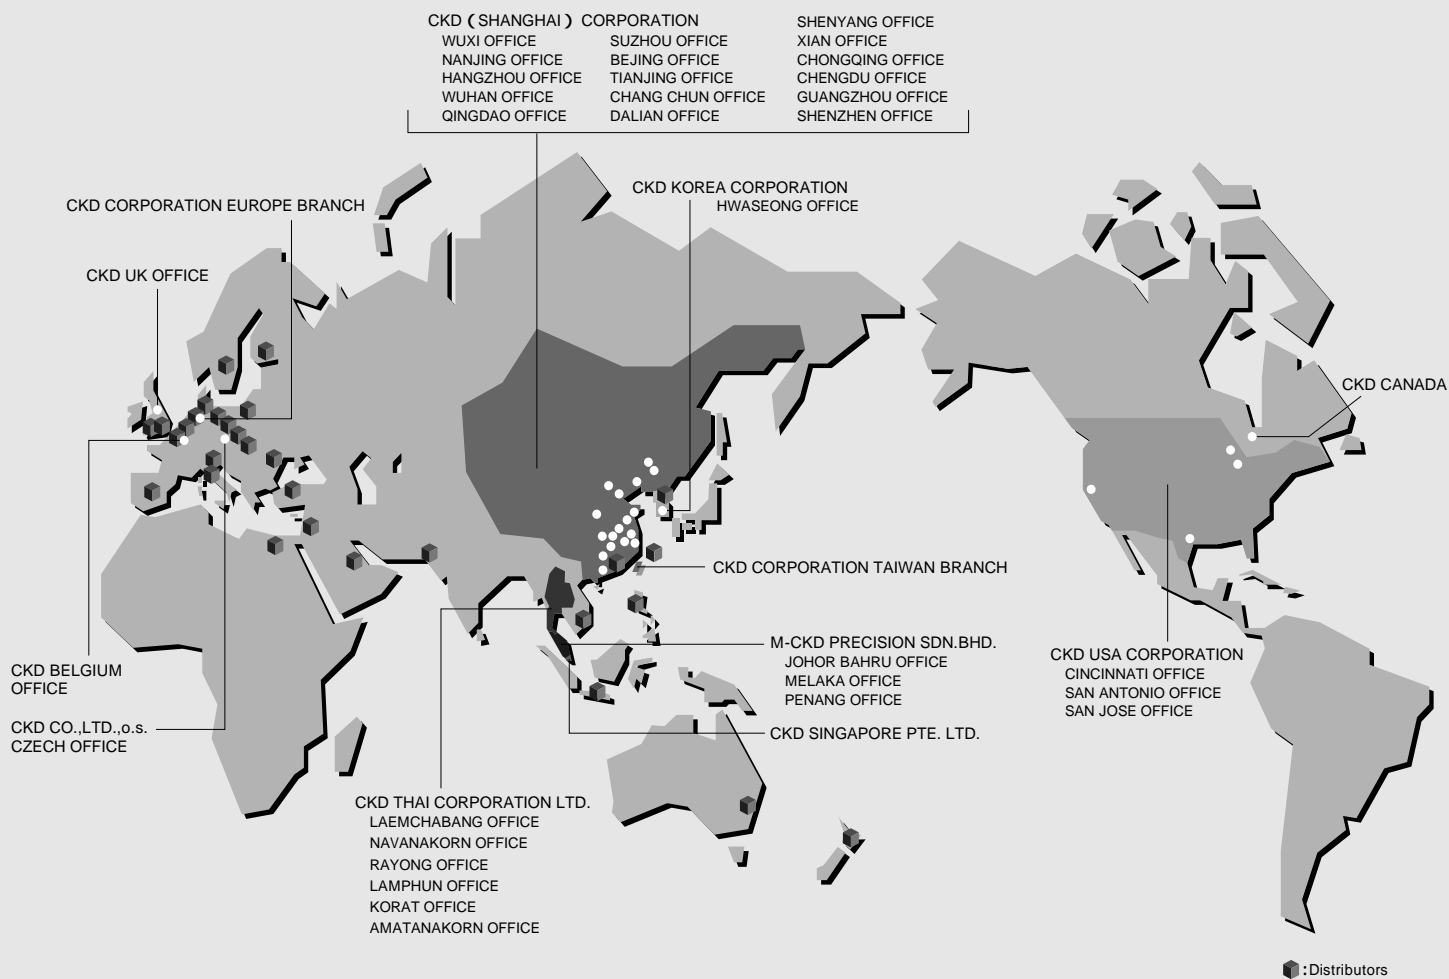 CKD（SHANGHAI）CORPORATION
WUXI OFFICE
NANJING OFFICE
HANGZHOU OFFICE
WUHAN OFFICE
QINGDAO OFFICE
SUZHOU OFFICE
BEJING OFFICE
TIANJING OFFICE
CHANG CHUN OFFICE
DALIAN OFFICE
SHENYANG OFFICE
XIAN OFFICE
CHONGQING OFFICE
CHENGDU OFFICE
GUANGZHOU OFFICE
SHENZHEN OFFICE
CKD KOREA CORPORATION
HWASEONG OFFICE
CKD CORPORATION EUROPE BRANCH
CKD UK OFFICE
CKD CANADA
CKD CORPORATION TAIWAN BRANCH
M-CKD PRECISION SDN.BHD.
JOHOR BAHRU OFFICE
MELAKA OFFICE
PENANG OFFICE
CKD SINGAPORE PTE. LTD.
CKD USA CORPORATION
CINCINNATI OFFICE
SAN ANTONIO OFFICE
SAN JOSE OFFICE
CKD BELGIUM
OFFICE
CKD CO.,LTD.,o.s.
CZECH OFFICE
CKD THAI CORPORATION LTD.
LAEMCHABANG OFFICE
NAVANAKORN OFFICE
RAYONG OFFICE
LAMPHUN OFFICE
KORAT OFFICE
AMATANAKORN OFFICE
:Distributors